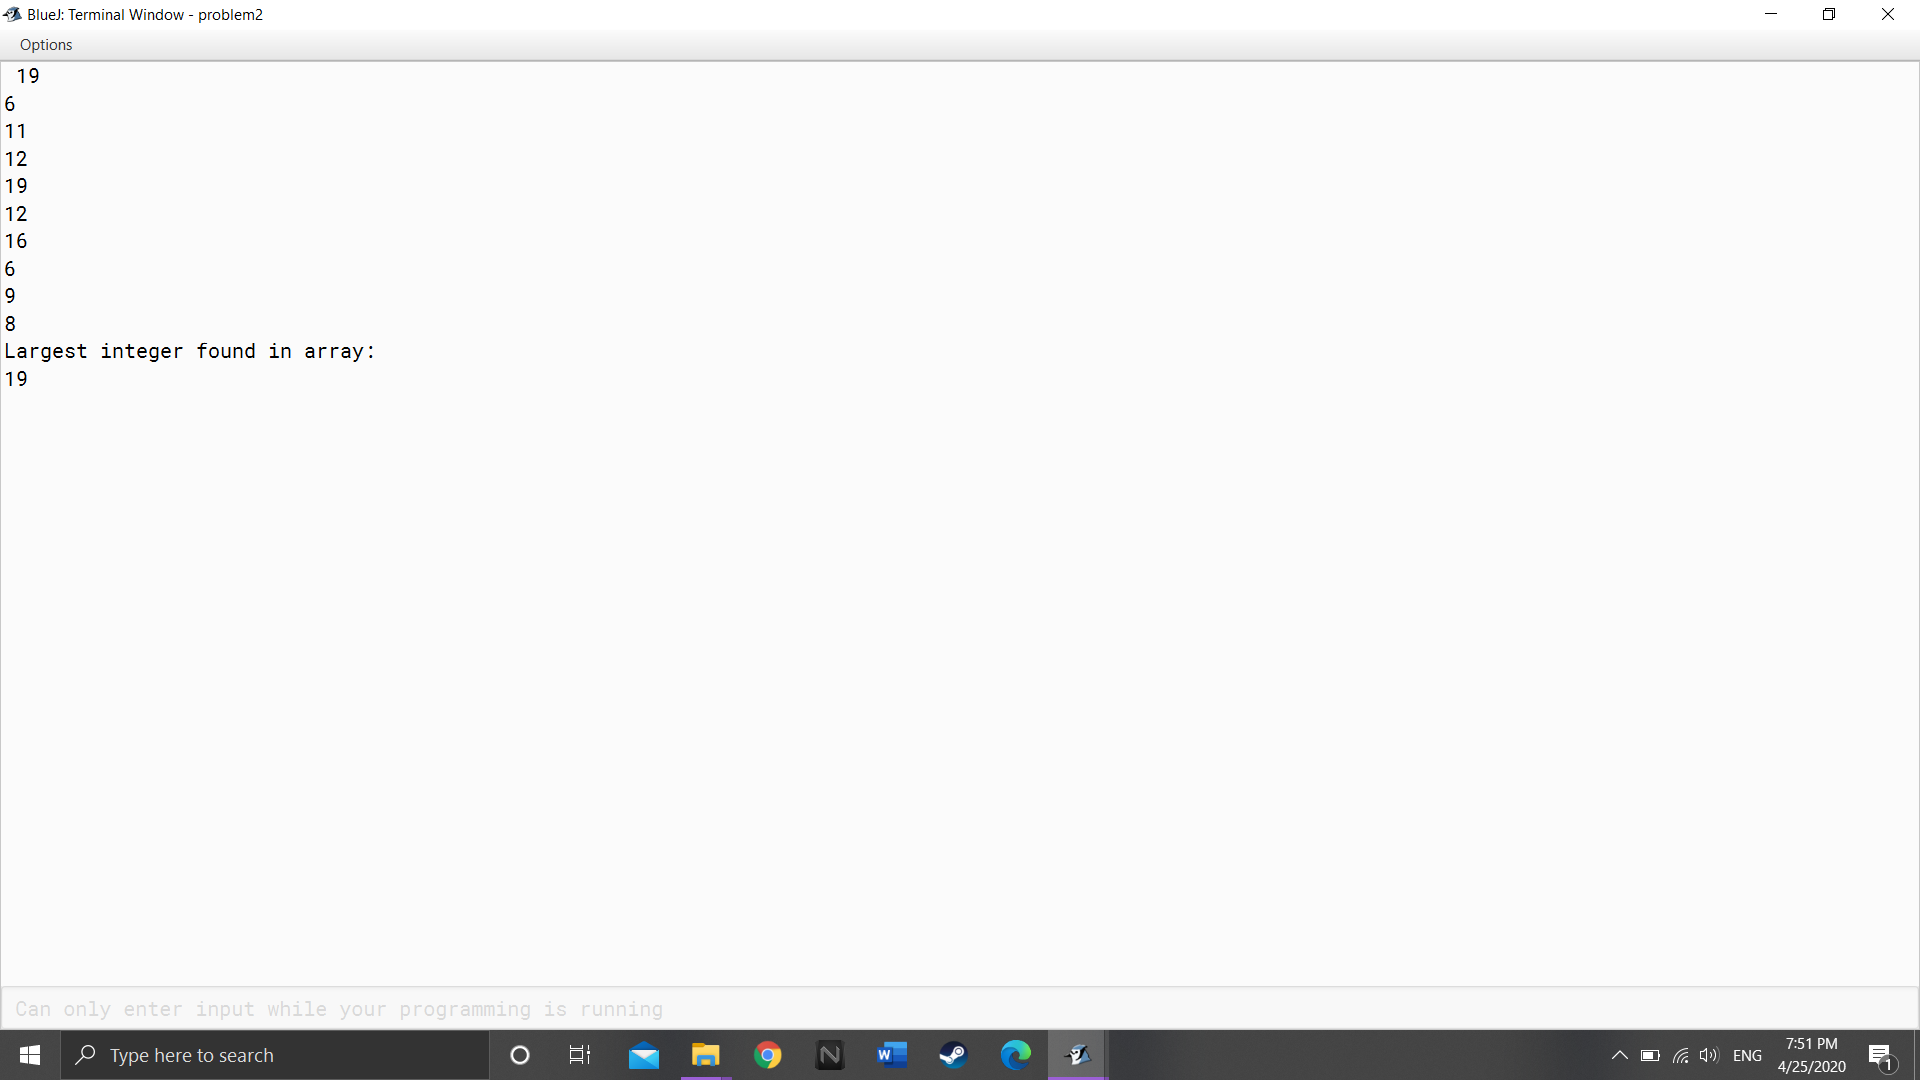 BlueJ: Terminal Window - problem2
Options
19
6
11
12
19
12
16
6
9
8
Largest integer found in array:
19
Can only enter input while your programming is running
Type here to search
N
W
ENG
7:51 PM
4/25/2020
1